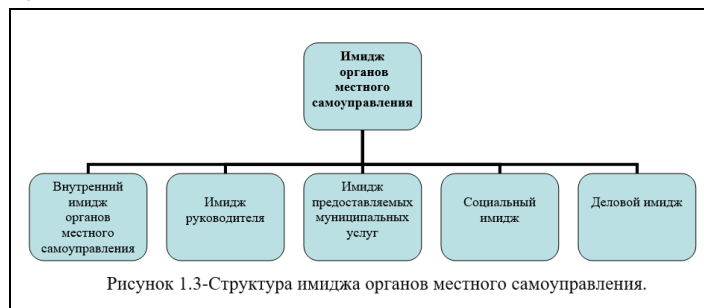 Имидж
органов
местного
самоуправления
Внутренний
имидж
органов
местного
самоуправления
Имидж
руководителя
Имидж
предоставляемых
муниципальных
услуг
Социальный
имидж
Деловой имидж
Рисунок 1.3-Структура имиджа органов местного самоуправления.